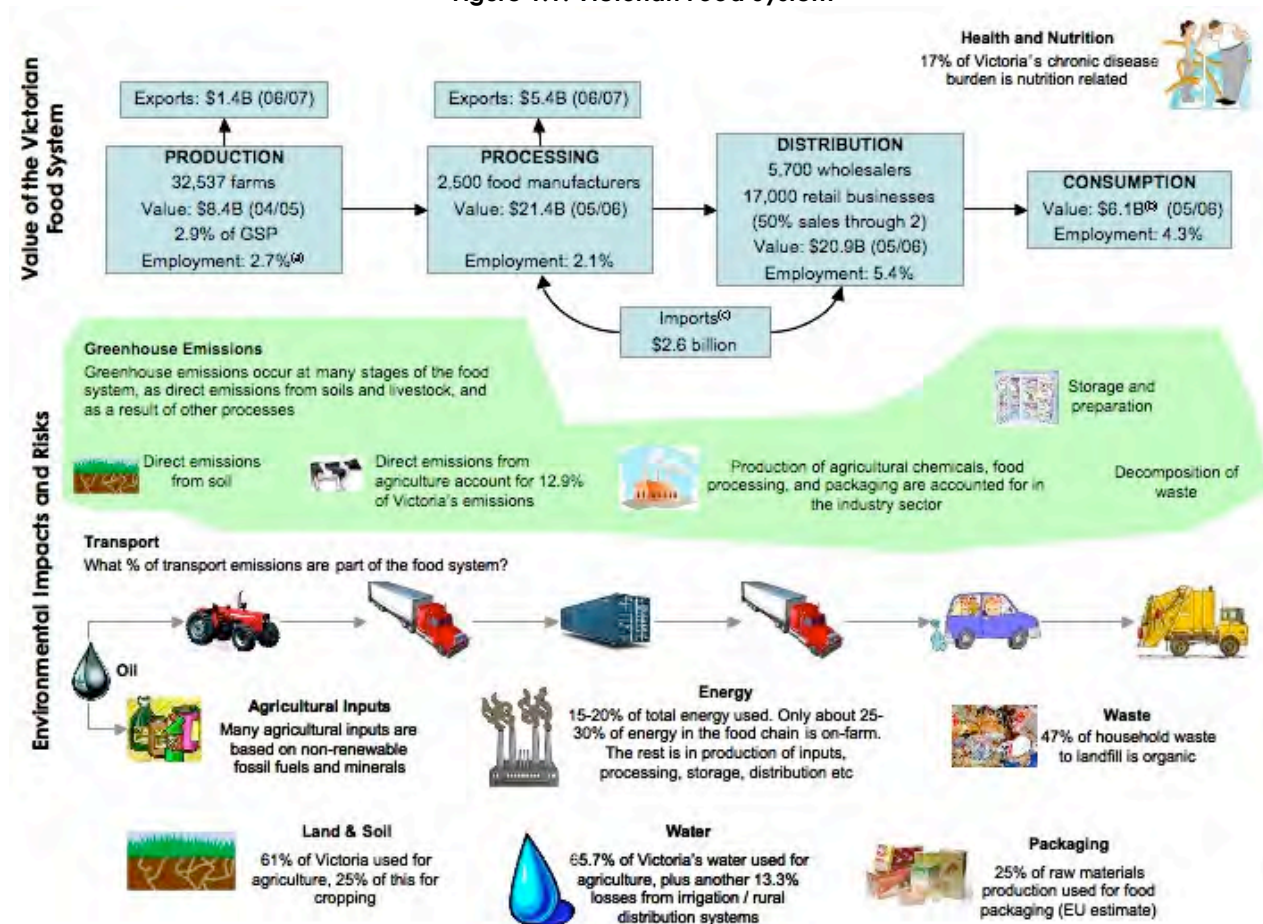 Figure 1.1: Victorian Food System
Value of the Victorian
Food System
Health and Nutrition
17% of Victoria's chronic disease
burden is nutrition related
Exports: $1.4B (06/07)
Exports: $5.4B (06/07)
PRODUCTION
32,537 farms
Value: $8.4B (04/05)
2.9% of GSP
Employment: 2.7%(a)
PROCESSING
2,500 food manufacturers
Value: $21.4B (05/06)
Employment: 2.1%
DISTRIBUTION
5,700 wholesalers
17,000 retail businesses
(50% sales through 2)
Value: $20.9B (05/06)
Employment: 5.4%
CONSUMPTION
Value: $6.1B(b) (05/06)
Employment: 4.3%
Imports(c)
$2.6 billion
Environmental Impacts and Risks
Greenhouse Emissions
Greenhouse emissions occur at many stages of the food
system, as direct emissions from soils and livestock, and
as a result of other processes
Storage and
preparation
Direct emissions
from soil
Direct emissions from
agriculture account for 12.9%
of Victoria's emissions
Production of agricultural chemicals, food
processing, and packaging are accounted for in
the industry sector
Decomposition of
waste
Transport
What % of transport emissions are part of the food system?
Oil
Agricultural Inputs
Many agricultural inputs are
based on non-renewable
fossil fuels and minerals
Energy
15-20% of total energy used. Only about 25-
30% of energy in the food chain is on-farm.
The rest is in production of inputs,
processing, storage, distribution etc
Waste
47% of household waste
to landfill is organic
Land & Soil
61% of Victoria used for
agriculture, 25% of this for
cropping
Water
65.7% of Victoria's water used for
agriculture, plus another 13.3%
losses from irrigation / rural
distribution systems
Packaging
25% of raw materials
production used for food
packaging (EU estimate)